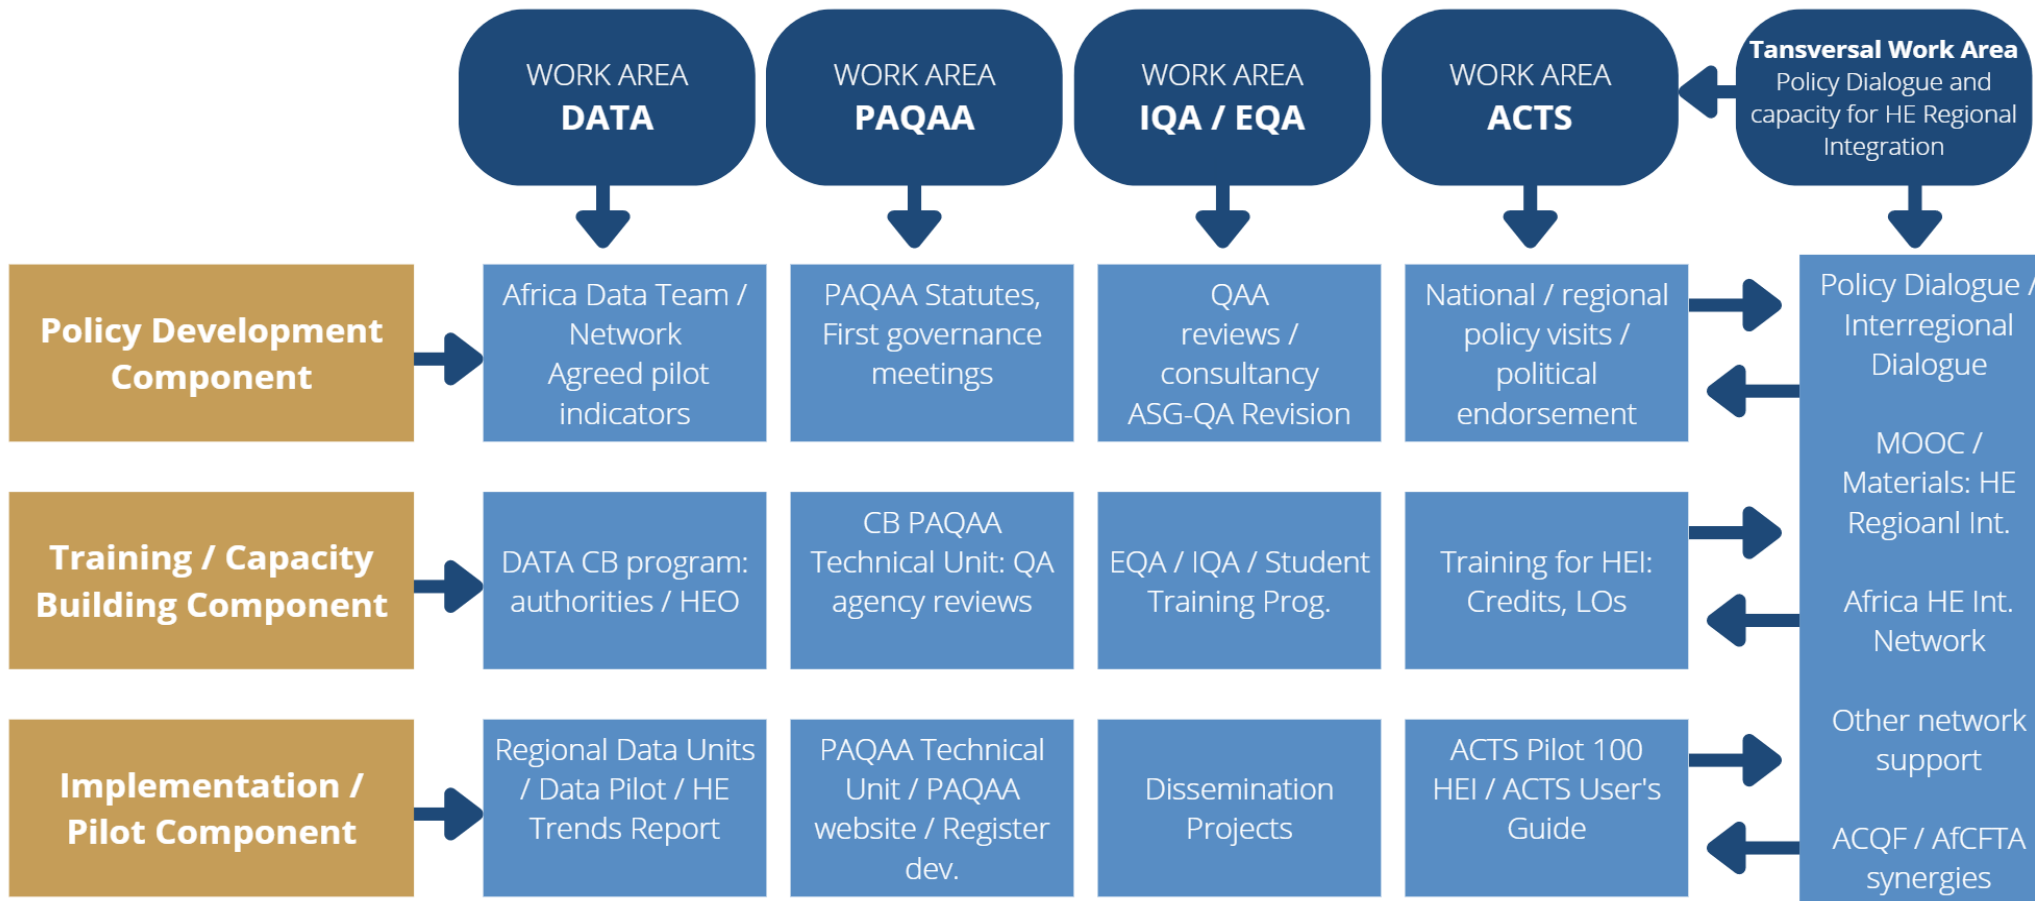 WORK AREA
DATA
WORK AREA
PAQAA
WORK AREA
IQA / EQA
WORK AREA
ACTS
Tansversal Work Area
Policy Dialogue and
capacity for HE Regional
Integration
Policy Development
Component
Africa Data Team /
Network
Agreed pilot
indicators
PAQAA Statutes,
First governance
meetings
QAA
reviews /
consultancy
ASG-QA Revision
National / regional
policy visits /
political
endorsement
Training / Capacity
Building Component
DATA CB program:
authorities / HEO
CB PAQAA
Technical Unit: QA
agency reviews
EQA / IQA / Student
Training Prog.
Training for HEI:
Credits, LOs
Implementation /
Pilot Component
Regional Data Units
/ Data Pilot / HE
Trends Report
PAQAA Technical
Unit / PAQAA
website / Register
dev.
Dissemination
Projects
ACTS Pilot 100
HEI / ACTS User's
Guide
Policy Dialogue /
Interregional
Dialogue
MOOC /
Materials: HE
Regioanl Int.
Africa HE Int.
Network
Other network
support
ACQF / AfCFTA
synergies